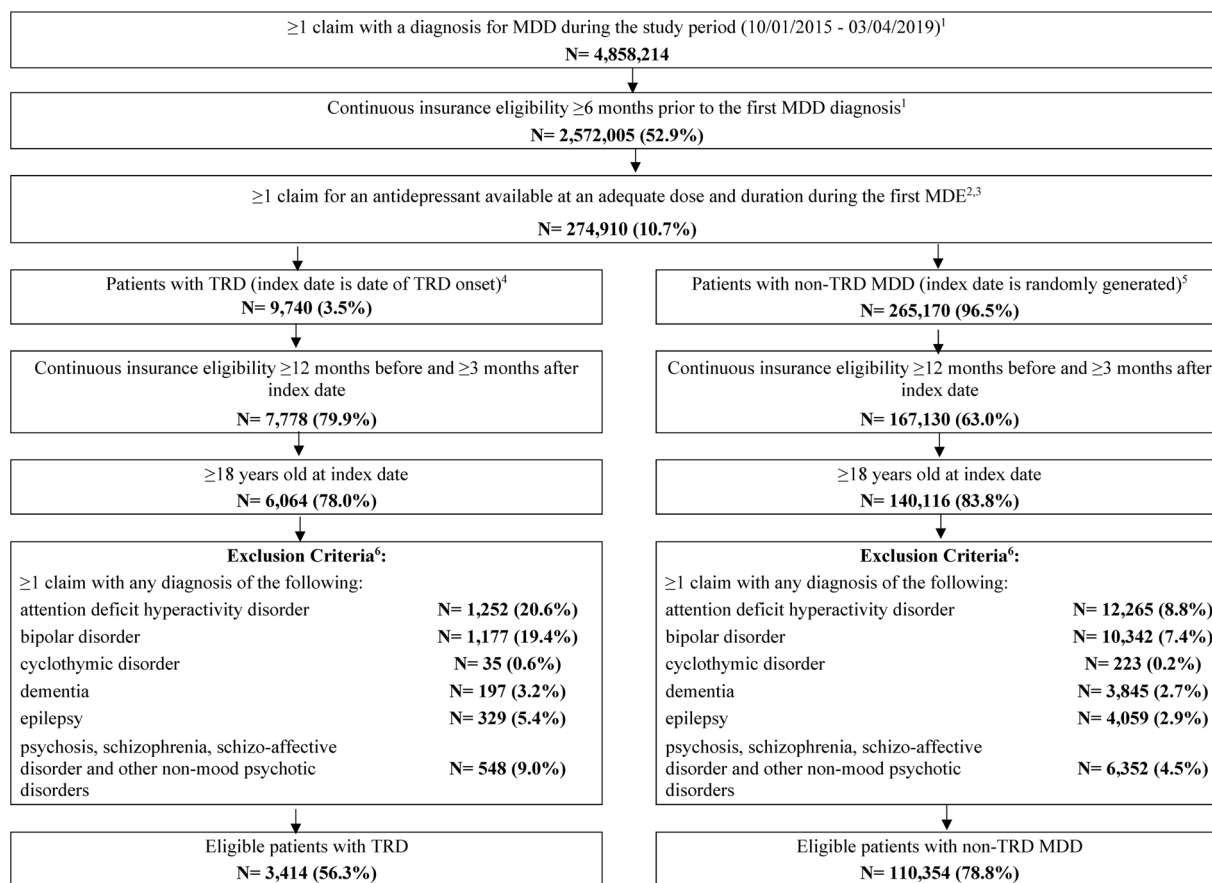 ≥1 claim with a diagnosis for MDD during the study period (10/01/2015 - 03/04/2019)¹
N= 4,858,214
Continuous insurance eligibility ≥6 months prior to the first MDD diagnosis¹
N= 2,572,005 (52.9%)
≥1 claim for an antidepressant available at an adequate dose and duration during the first MDE²,³
N= 274,910 (10.7%)
Patients with TRD (index date is date of TRD onset)⁴
N= 9,740 (3.5%)
Continuous insurance eligibility ≥12 months before and ≥3 months after
index date
N= 7,778 (79.9%)
≥18 years old at index date
N= 6,064 (78.0%)
Exclusion Criteria⁶:
≥1 claim with any diagnosis of the following:
attention deficit hyperactivity disorder N= 1,252 (20.6%)
bipolar disorder N= 1,177 (19.4%)
cyclothymic disorder N= 35 (0.6%)
dementia N= 197 (3.2%)
epilepsy N= 329 (5.4%)
psychosis, schizophrenia, schizo-affective
disorder and other non-mood psychotic N= 548 (9.0%)
disorders
Eligible patients with TRD
N= 3,414 (56.3%)
Patients with non-TRD MDD (index date is randomly generated)⁵
N= 265,170 (96.5%)
Continuous insurance eligibility ≥12 months before and ≥3 months after
index date
N= 167,130 (63.0%)
≥18 years old at index date
N= 140,116 (83.8%)
Exclusion Criteria⁶:
≥1 claim with any diagnosis of the following:
attention deficit hyperactivity disorder N= 12,265 (8.8%)
bipolar disorder N= 10,342 (7.4%)
cyclothymic disorder N= 223 (0.2%)
dementia N= 3,845 (2.7%)
epilepsy N= 4,059 (2.9%)
psychosis, schizophrenia, schizo-affective
disorder and other non-mood psychotic N= 6,352 (4.5%)
disorders
Eligible patients with non-TRD MDD
N= 110,354 (78.8%)